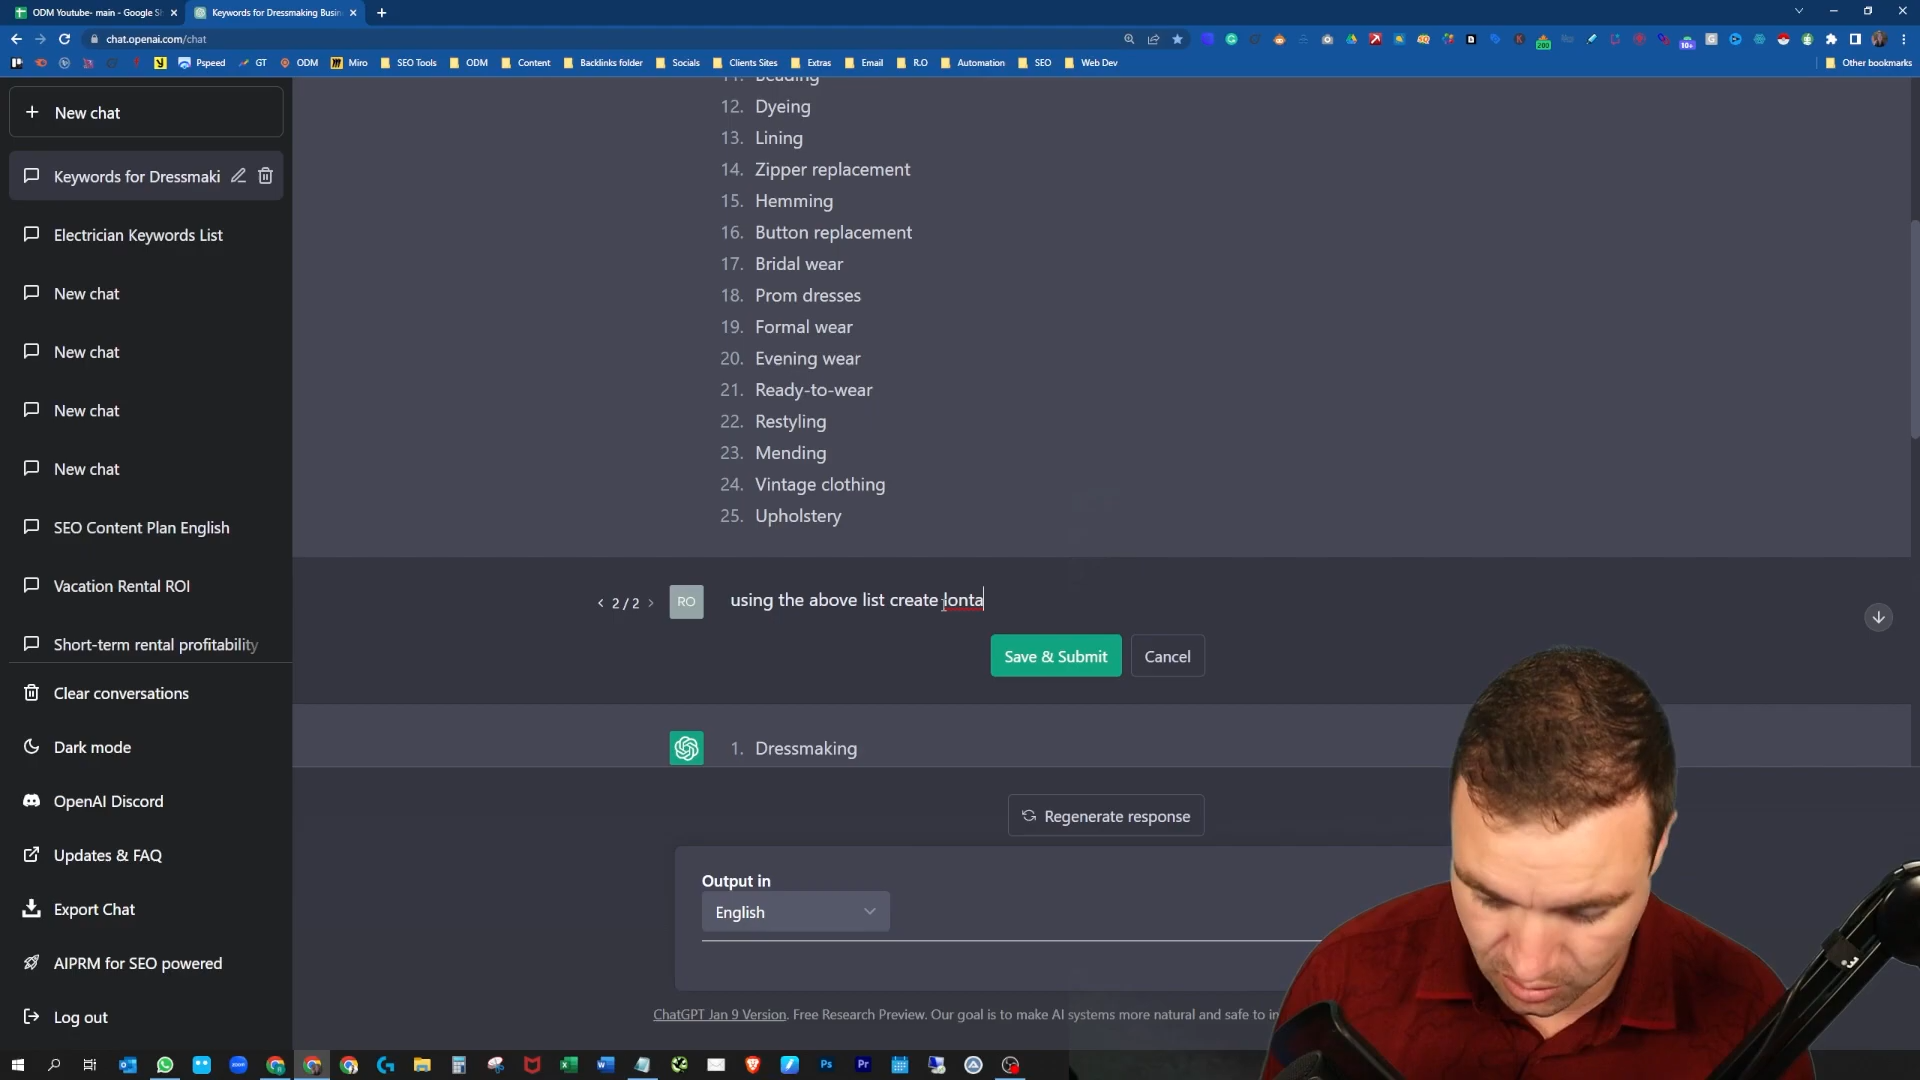 ODM Youtube- main - Google Sh
Keywords for Dressmaking Busin
chat.openai.com/chat
Pspeed
GT
ODM
Miro
SEO Tools
ODM
Content
Backlinks folder
Socials
Clients Sites
Extras
Email
R.O
Automation
SEO
Web Dev
Other bookmarks
New chat
Keywords for Dressmaki
Electrician Keywords List
New chat
New chat
New chat
New chat
SEO Content Plan English
Vacation Rental ROI
Short-term rental profitability
Clear conversations
Dark mode
OpenAI Discord
Updates & FAQ
Export Chat
AIPRM for SEO powered
Log out
11. Beading
12. Dyeing
13. Lining
14. Zipper replacement
15. Hemming
16. Button replacement
17. Bridal wear
18. Prom dresses
19. Formal wear
20. Evening wear
21. Ready-to-wear
22. Restyling
23. Mending
24. Vintage clothing
25. Upholstery
< 2 / 2 >
RO
using the above list create lonta
Save & Submit
Cancel
1. Dressmaking
Regenerate response
Output in
English
ChatGPT Jan 9 Version. Free Research Preview. Our goal is to make AI systems more natural and safe to in